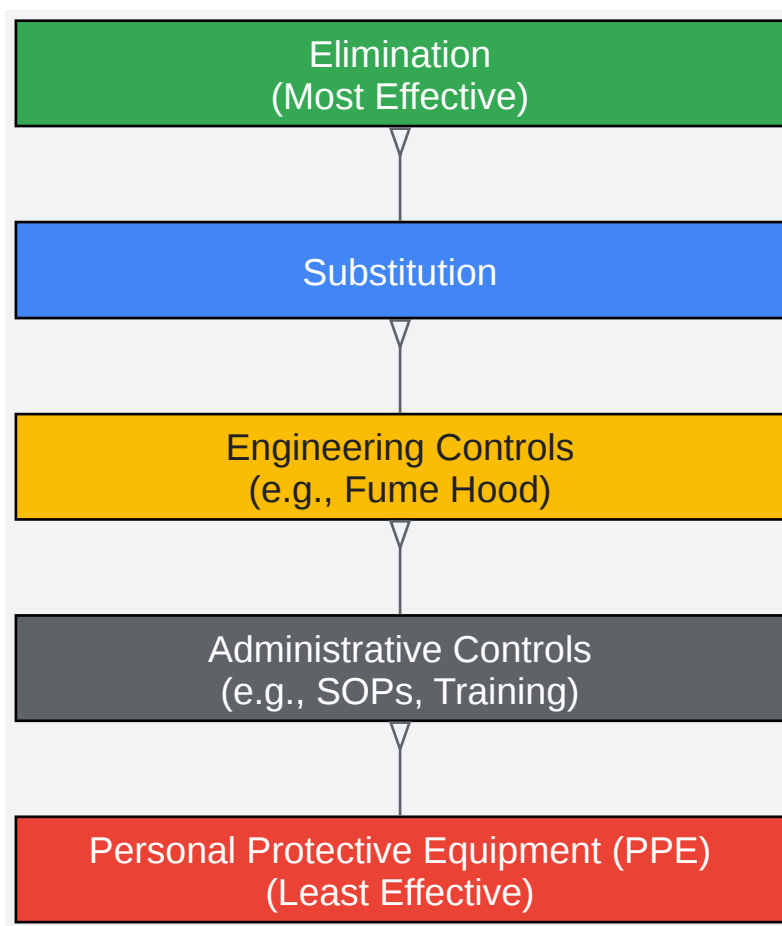 Elimination
(Most Effective)
Substitution
Engineering Controls
(e.g., Fume Hood)
Administrative Controls
(e.g., SOPs, Training)
Personal Protective Equipment (PPE)
(Least Effective)